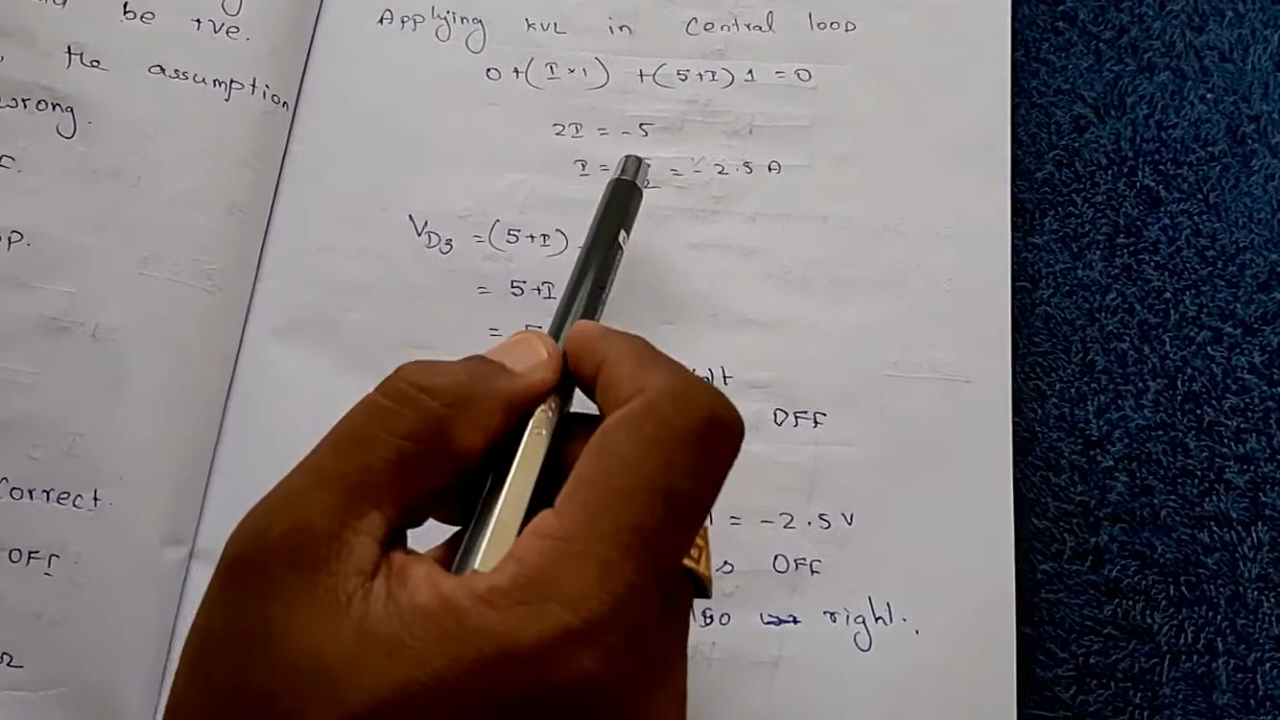 be +ve.
the assumption
wrong.
P.
Correct.
OFF
Ω
Applying KVL in Central loop
0 + (I × 1) + (5+I) 1 = 0
2I = -5
I = = -2.5 A
V_D3 = (5+I)
= 5+I
=
OFF
= -2.5 V
OFF
right.